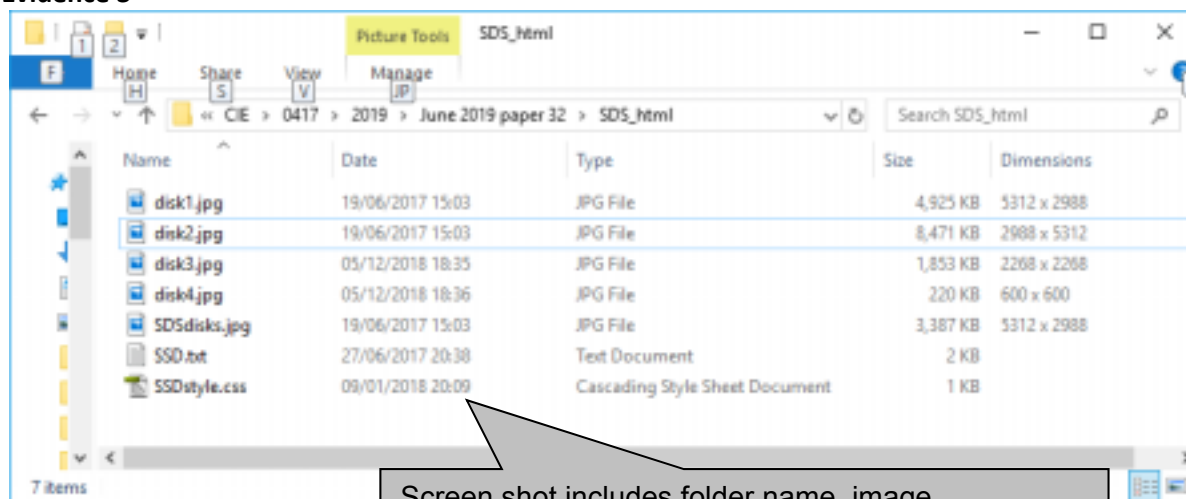 1 2 Picture Tools SDS_html
F Home Share View Manage
H S V JP
« CIE > 0417 > 2019 > June 2019 paper 32 > SDS_html Search SDS_html
Name Date Type Size Dimensions
disk1.jpg 19/06/2017 15:03 JPG File 4,925 KB 5312 x 2988
disk2.jpg 19/06/2017 15:03 JPG File 8,471 KB 2988 x 5312
disk3.jpg 05/12/2018 18:35 JPG File 1,853 KB 2268 x 2268
disk4.jpg 05/12/2018 18:36 JPG File 220 KB 600 x 600
SDSdisks.jpg 19/06/2017 15:03 JPG File 3,387 KB 5312 x 2988
SSD.txt 27/06/2017 20:38 Text Document 2 KB
SSDstyle.css 09/01/2018 20:09 Cascading Style Sheet Document 1 KB
7 items
Screen shot includes folder name, image